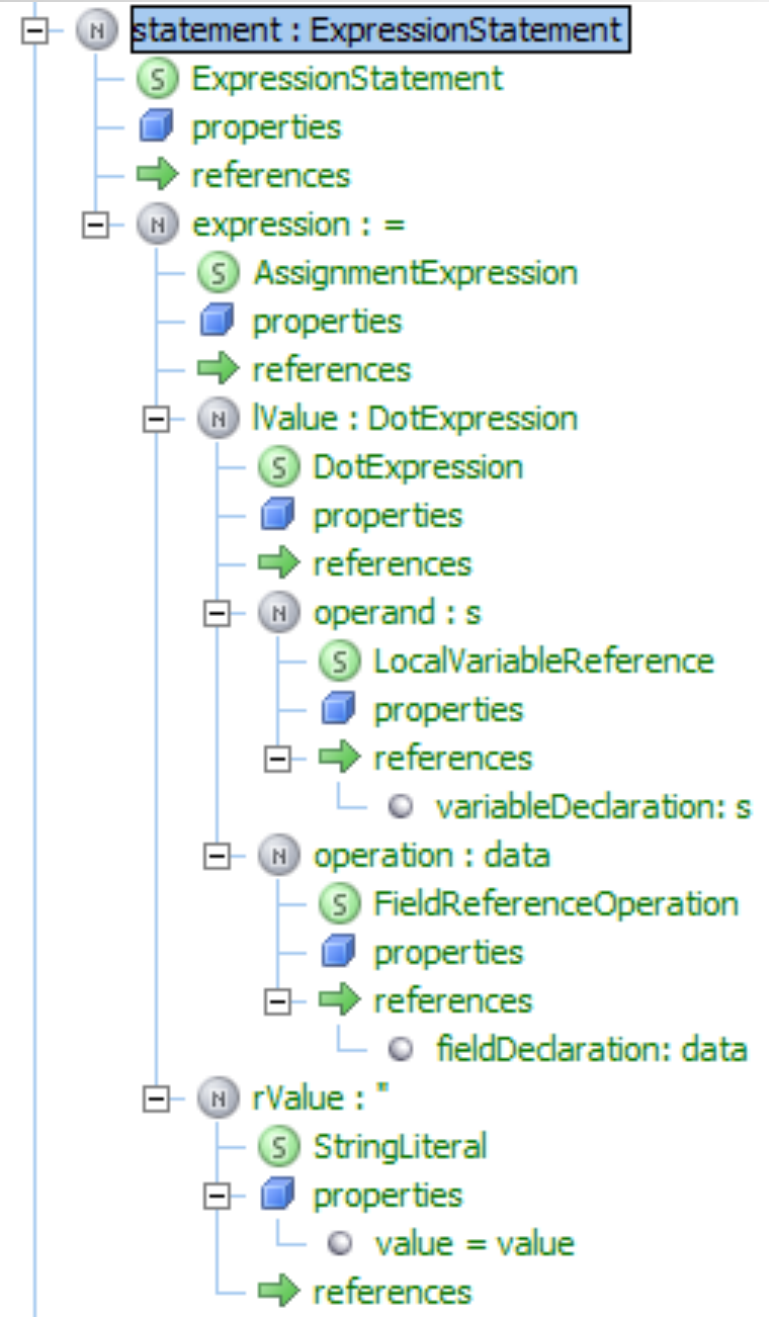 statement : ExpressionStatement
S ExpressionStatement
properties
references
N expression : =
S AssignmentExpression
properties
references
N lValue : DotExpression
S DotExpression
properties
references
N operand : s
S LocalVariableReference
properties
references
variableDeclaration: s
N operation : data
S FieldReferenceOperation
properties
references
fieldDeclaration: data
N rValue : "
S StringLiteral
properties
value = value
references